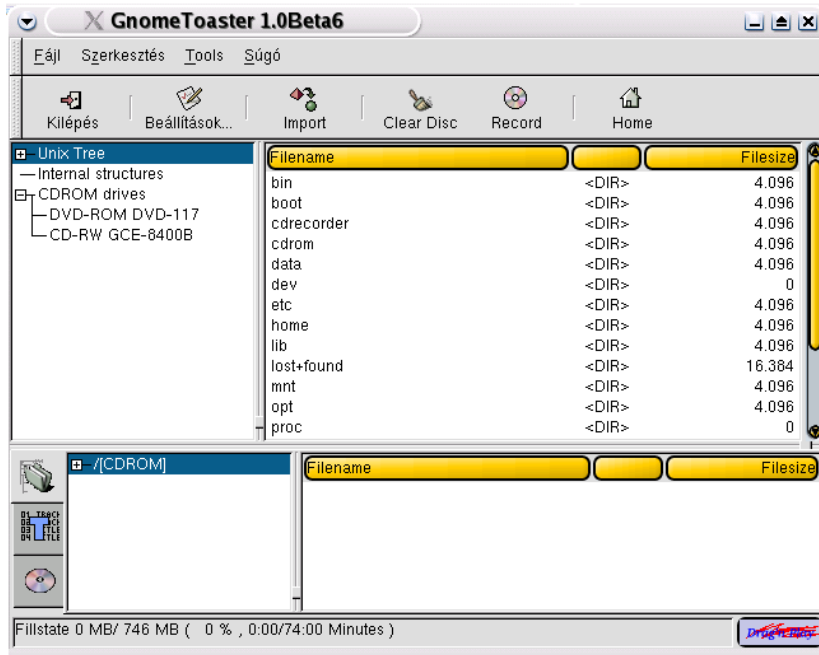 GnomeToaster 1.0Beta6
Fájl Szerkesztés Tools Súgó
Kilépés Beállítások... Import Clear Disc Record Home
Unix Tree
Internal structures
CDROM drives
DVD-ROM DVD-117
CD-RW GCE-8400B
Filename Filesize
bin <DIR> 4.096
boot <DIR> 4.096
cdrecorder <DIR> 4.096
cdrom <DIR> 4.096
data <DIR> 4.096
dev <DIR> 0
etc <DIR> 4.096
home <DIR> 4.096
lib <DIR> 4.096
lost+found <DIR> 16.384
mnt <DIR> 4.096
opt <DIR> 4.096
proc <DIR> 0
/[CDROM]
Filename Filesize
Fillstate 0 MB/ 746 MB ( 0 % , 0:00/74:00 Minutes )